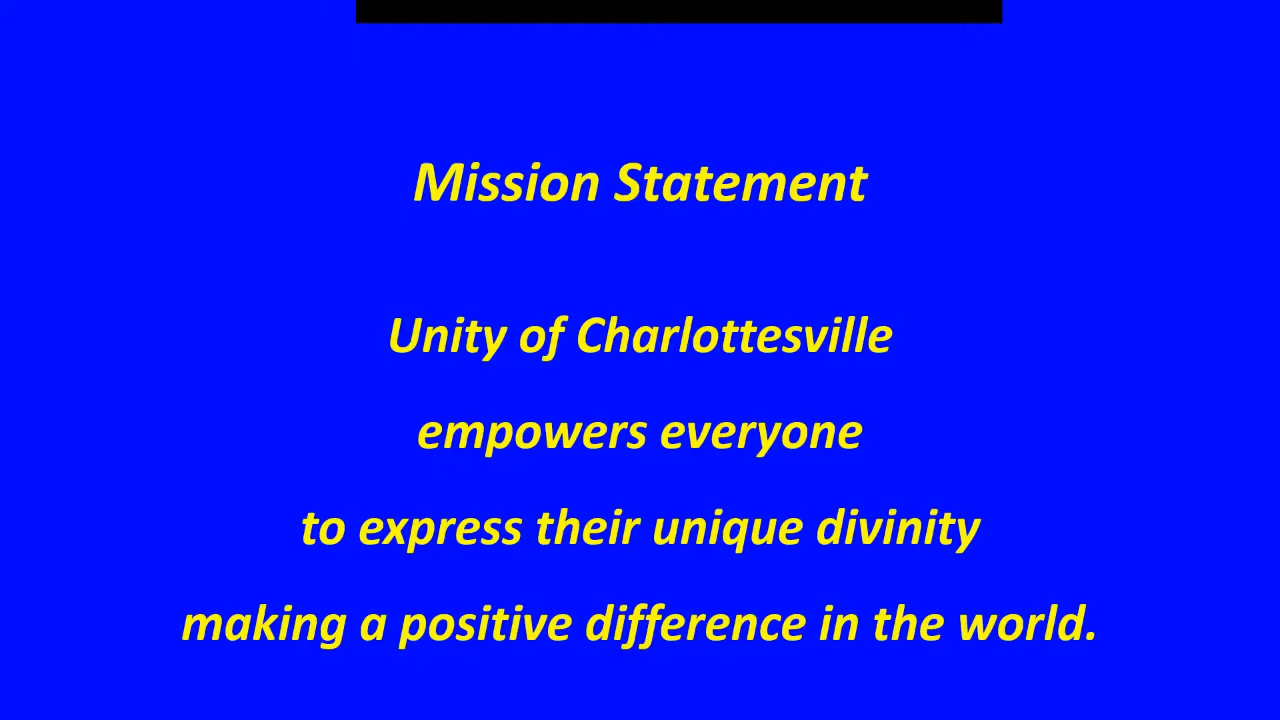 Mission Statement
Unity of Charlottesville
empowers everyone
to express their unique divinity
making a positive difference in the world.